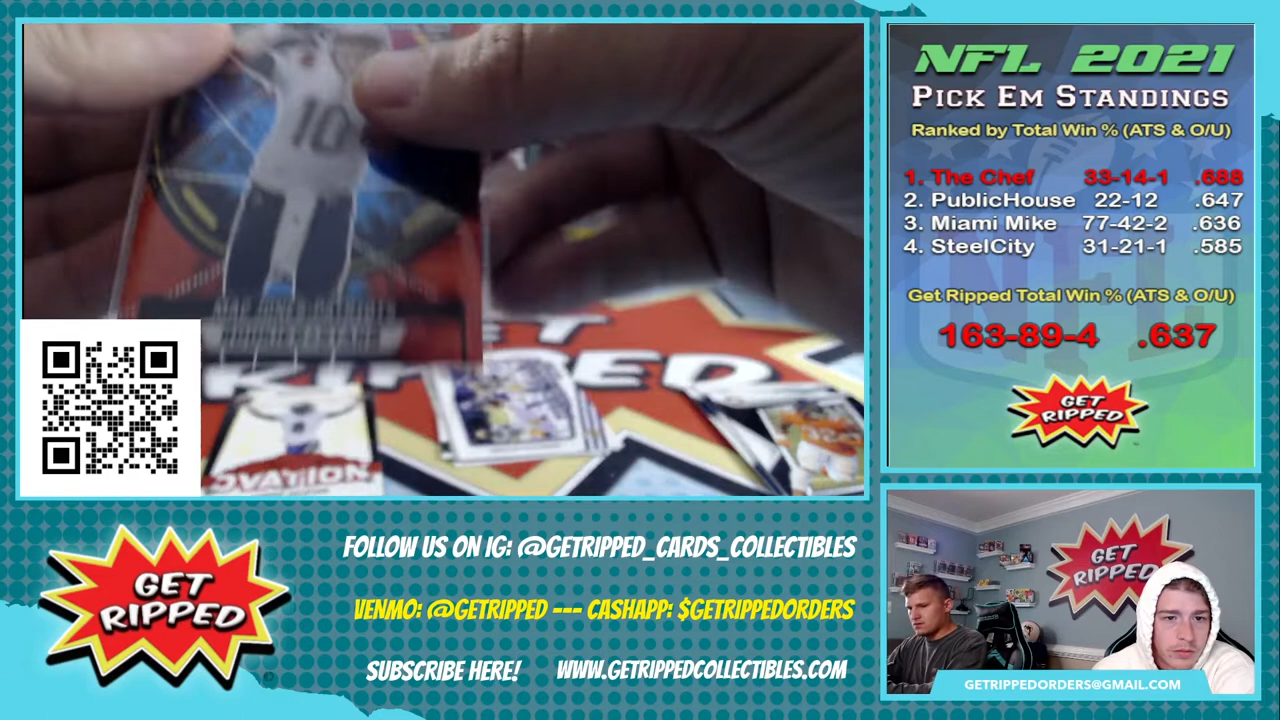 10
GET
RIPPED
OVATION
NFL 2021
PICK EM STANDINGS
Ranked by Total Win % (ATS & O/U)
1. The Chef 33-14-1 .688
2. PublicHouse 22-12 .647
3. Miami Mike 77-42-2 .636
4. SteelCity 31-21-1 .585
Get Ripped Total Win % (ATS & O/U)
163-89-4 .637
GET
RIPPED
GET
RIPPED
FOLLOW US ON IG: @GETRIPPED_CARDS_COLLECTIBLES
VENMO: @GETRIPPED --- CASHAPP: $GETRIPPEDORDERS
SUBSCRIBE HERE! WWW.GETRIPPEDCOLLECTIBLES.COM
GET
RIPPED
GETRIPPEDORDERS@GMAIL.COM